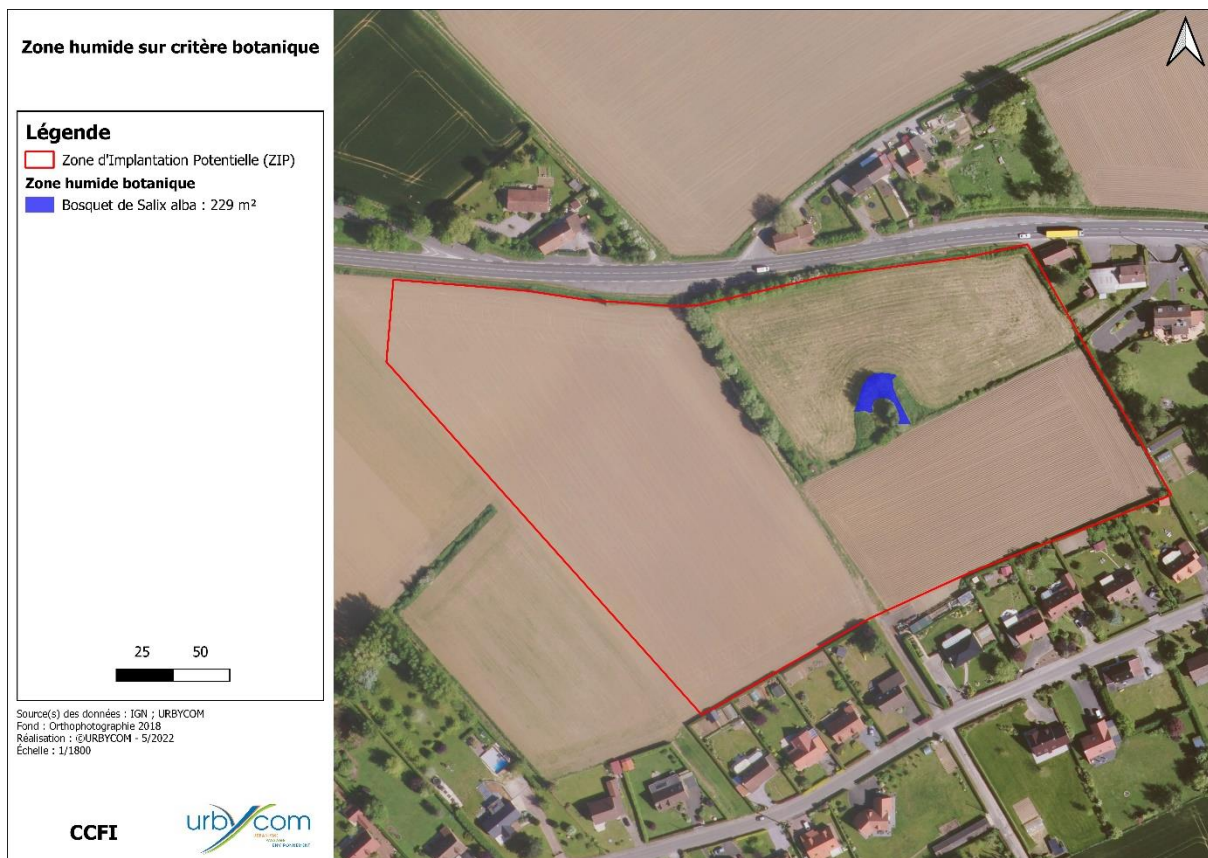 Zone humide sur critère botanique
Légende
Zone d'Implantation Potentielle (ZIP)
Zone humide botanique
Bosquet de Salix alba : 229 m²
25 50
Source(s) des données : IGN ; URBYCOM
Fond : Orthophotographie 2018
Réalisation : ©URBYCOM - 5/2022
Échelle : 1/1800
CCFI
urbycom